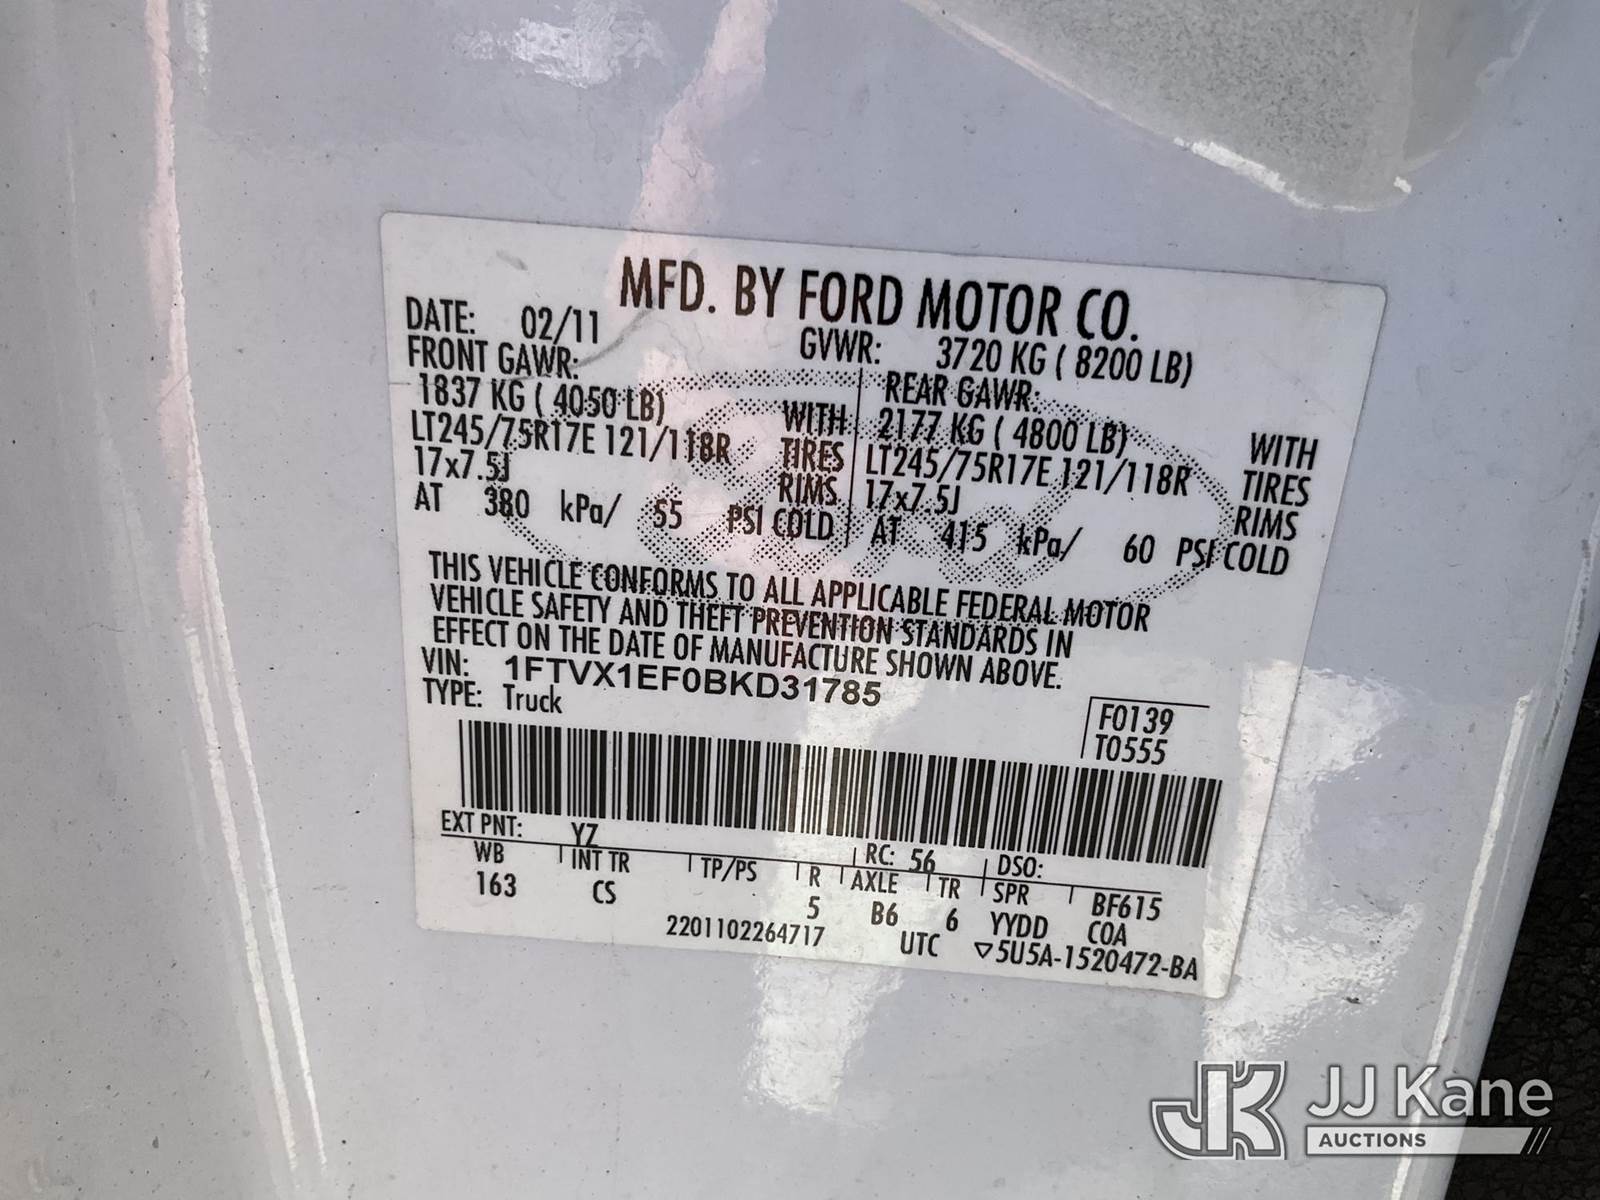 MFD. BY FORD MOTOR CO.
DATE: 02/11 GVWR: 3720 KG ( 8200 LB)
FRONT GAWR: REAR GAWR:
1837 KG ( 4050 LB) WITH 2177 KG ( 4800 LB) WITH
LT245/75R17E 121/118R TIRES LT245/75R17E 121/118R TIRES
17x7.5J RIMS 17x7.5J RIMS
AT 380 kPa/ 55 PSI COLD AT 415 kPa/ 60 PSI COLD
THIS VEHICLE CONFORMS TO ALL APPLICABLE FEDERAL MOTOR
VEHICLE SAFETY AND THEFT PREVENTION STANDARDS IN
EFFECT ON THE DATE OF MANUFACTURE SHOWN ABOVE.
VIN: 1FTVX1EF0BKD31785
TYPE: Truck
F0139
T0555
EXT PNT: YZ RC: 56 DSO:
WB INT TR TP/PS R AXLE TR SPR BF615
163 CS 5 B6 6 YYDD COA
2201102264717 UTC ▽5U5A-1520472-BA
JK JJ Kane
AUCTIONS